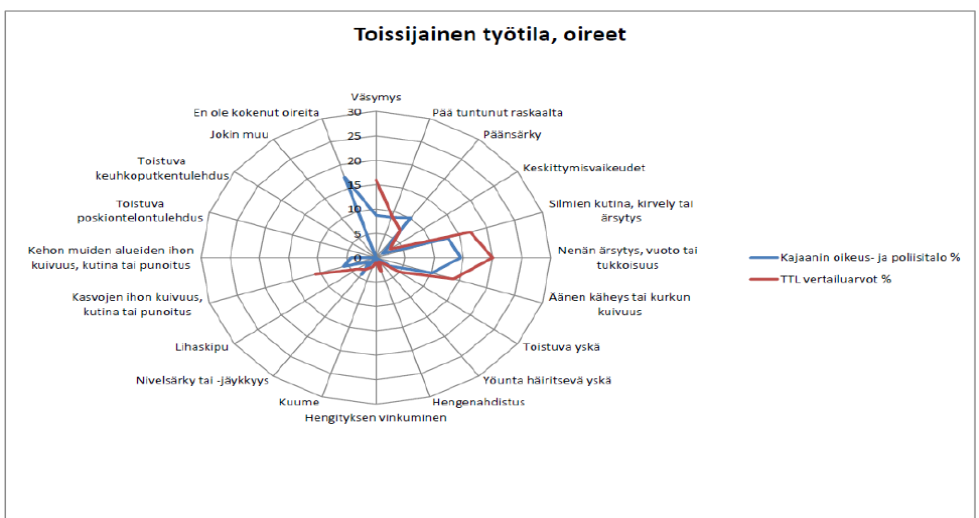 Toissijainen työtila, oireet
Väsymys
Pää tuntunut raskaalta
Päänsärky
Keskittymisvaikeudet
Silmien kutina, kirvely tai
ärsytys
Nenän ärsytys, vuoto tai
tukkoisuus
Äänen käheys tai kurkun
kuivuus
Toistuva yskä
Yöunta häiritsevä yskä
Hengenahdistus
Hengityksen vinkuminen
Kuume
Nivelsärky tai -jäykkyys
Lihaskipu
Kasvojen ihon kuivuus,
kutina tai punoitus
Kehon muiden alueiden ihon
kuivuus, kutina tai punoitus
Toistuva
poskiontelontulehdus
Toistuva
keuhkoputkentulehdus
Jokin muu
En ole kokenut oireita
30
25
20
15
10
5
0
Kajaanin oikeus- ja poliisitalo %
TTL vertailuarvot %